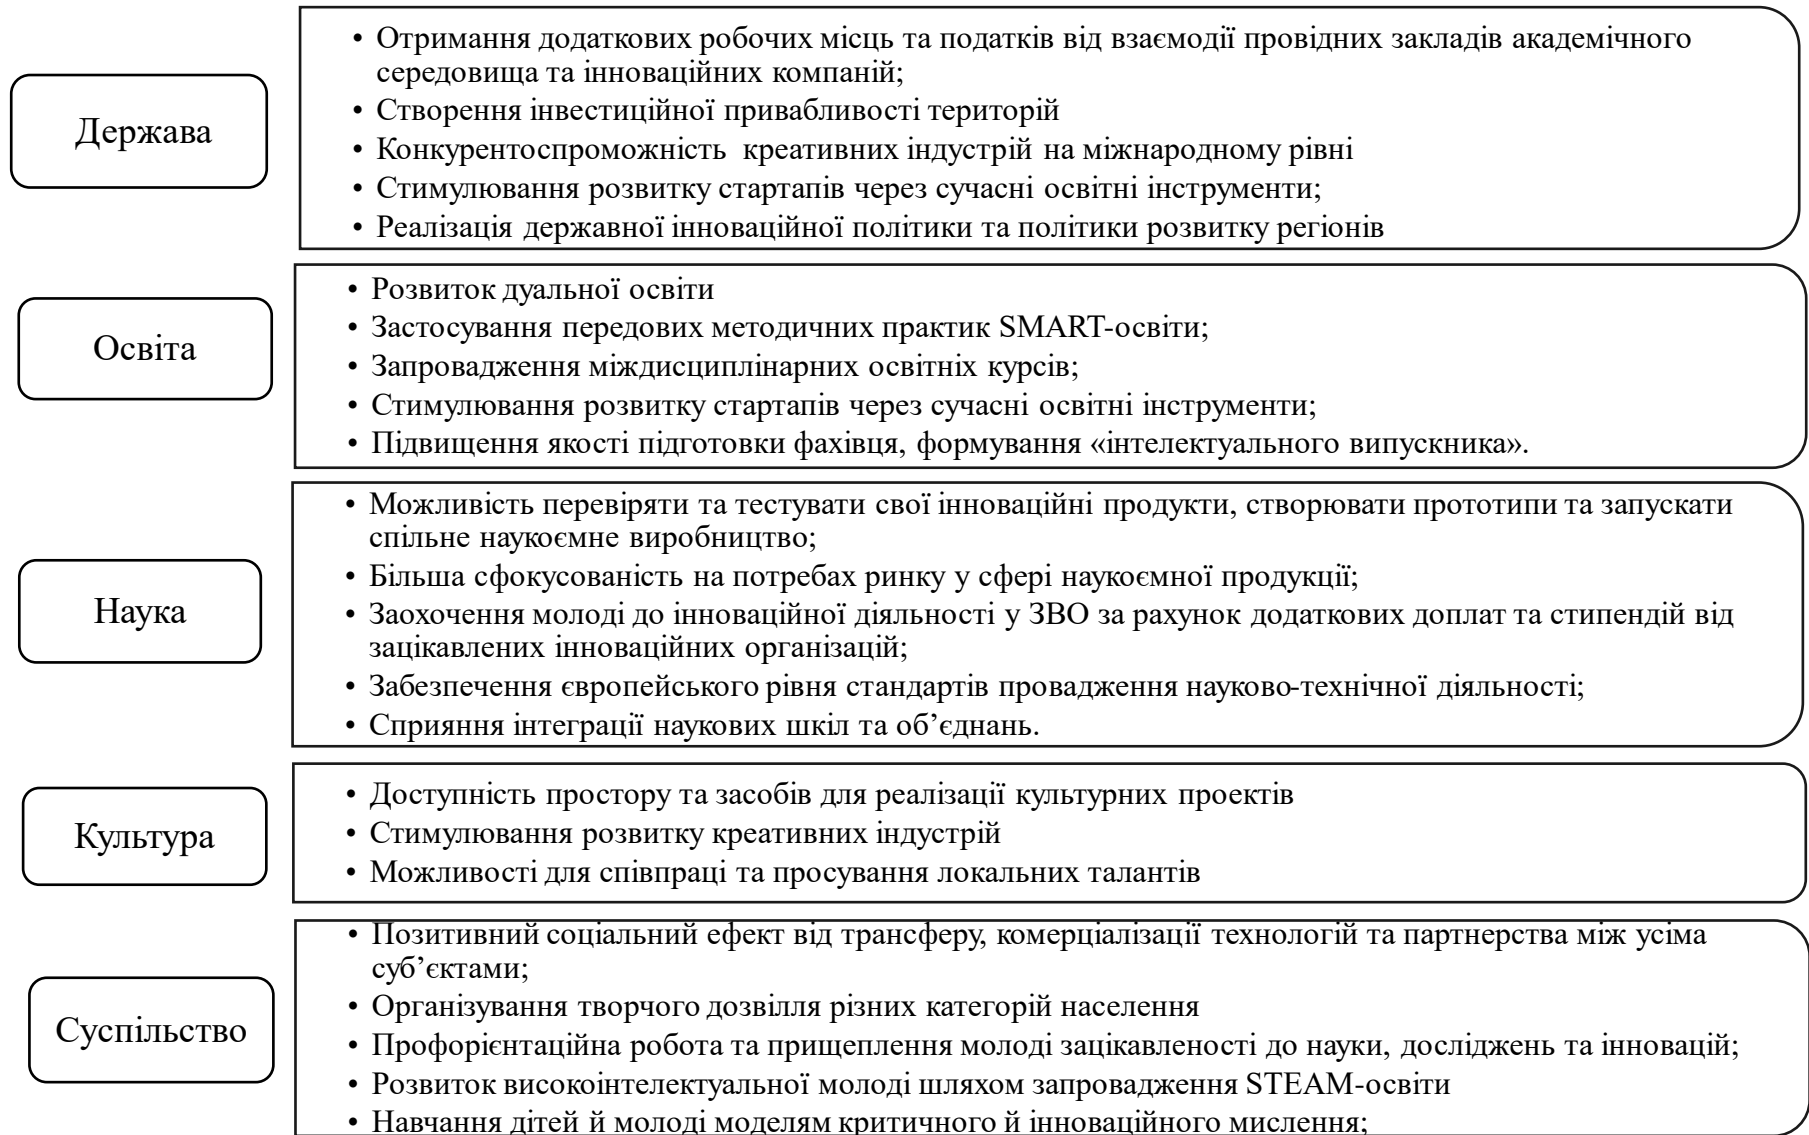 Держава
• Отримання додаткових робочих місць та податків від взаємодії провідних закладів академічного
середовища та інноваційних компаній;
• Створення інвестиційної привабливості територій
• Конкурентоспроможність креативних індустрій на міжнародному рівні
• Стимулювання розвитку стартапів через сучасні освітні інструменти;
• Реалізація державної інноваційної політики та політики розвитку регіонів
Освіта
• Розвиток дуальної освіти
• Застосування передових методичних практик SMART-освіти;
• Запровадження міждисциплінарних освітніх курсів;
• Стимулювання розвитку стартапів через сучасні освітні інструменти;
• Підвищення якості підготовки фахівця, формування «інтелектуального випускника».
Наука
• Можливість перевіряти та тестувати свої інноваційні продукти, створювати прототипи та запускати
спільне наукоємне виробництво;
• Більша сфокусованість на потребах ринку у сфері наукоємної продукції;
• Заохочення молоді до інноваційної діяльності у ЗВО за рахунок додаткових доплат та стипендій від
зацікавлених інноваційних організацій;
• Забезпечення європейського рівня стандартів провадження науково-технічної діяльності;
• Сприяння інтеграції наукових шкіл та об’єднань.
Культура
• Доступність простору та засобів для реалізації культурних проектів
• Стимулювання розвитку креативних індустрій
• Можливості для співпраці та просування локальних талантів
Суспільство
• Позитивний соціальний ефект від трансферу, комерціалізації технологій та партнерства між усіма
суб’єктами;
• Організування творчого дозвілля різних категорій населення
• Профорієнтаційна робота та прищеплення молоді зацікавленості до науки, досліджень та інновацій;
• Розвиток високоінтелектуальної молоді шляхом запровадження STEAM-освіти
• Навчання дітей й молоді моделям критичного й інноваційного мислення;